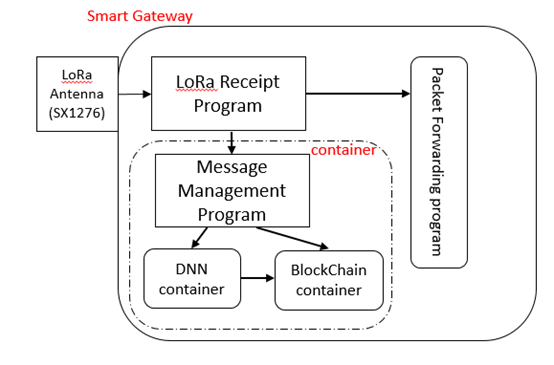 Smart Gateway
LoRa
Antenna
(SX1276)
LoRa Receipt
Program
Packet Forwarding program
container
Message
Management
Program
DNN
container
BlockChain
container